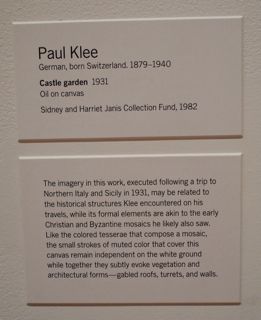 Paul Klee
German, born Switzerland. 1879–1940
Castle garden 1931
Oil on canvas
Sidney and Harriet Janis Collection Fund, 1982
The imagery in this work, executed following a trip to
Northern Italy and Sicily in 1931, may be related to
the historical structures Klee encountered on his
travels, while its formal elements are akin to the early
Christian and Byzantine mosaics he likely also saw.
Like the colored tesserae that compose a mosaic,
the small strokes of muted color that cover this
canvas remain independent on the white ground
while together they subtly evoke vegetation and
architectural forms—gabled roofs, turrets, and walls.